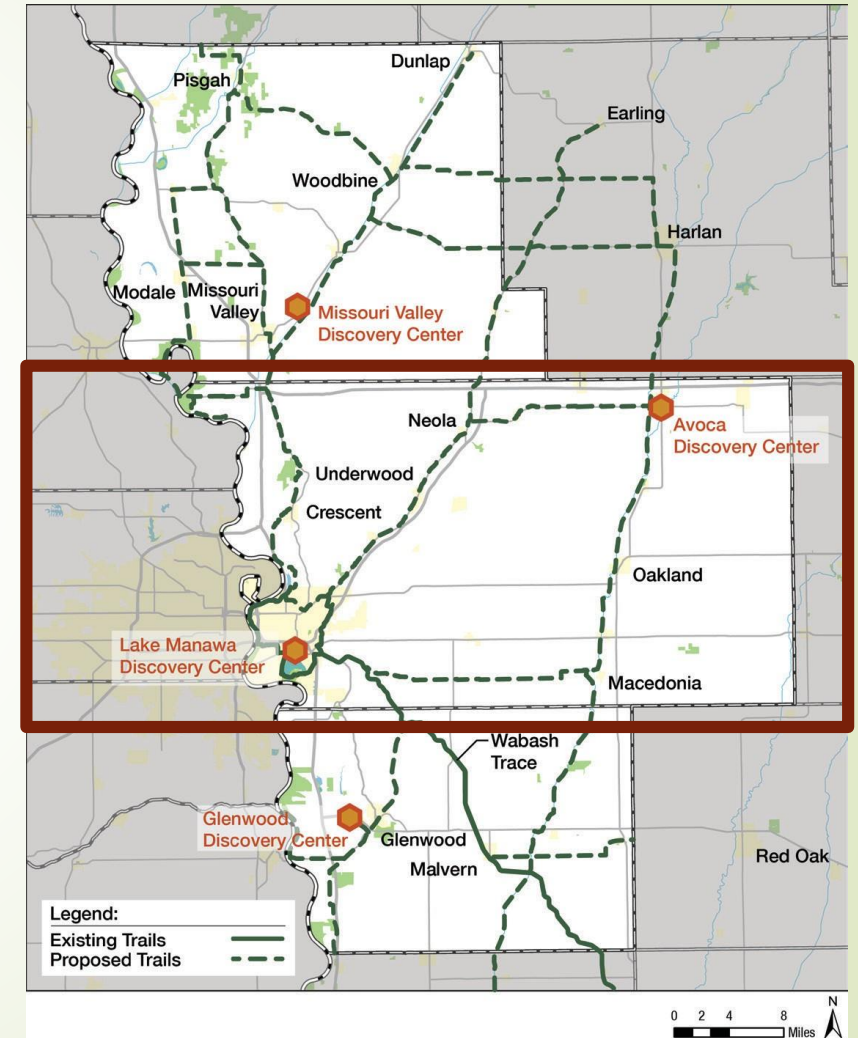 Dunlap
Pisgah
Earling
Woodbine
Harlan
Modale
Missouri
Valley
Missouri Valley
Discovery Center
Neola
Avoca
Discovery Center
Underwood
Crescent
Oakland
Lake Manawa
Discovery Center
Macedonia
Wabash
Trace
Glenwood
Discovery Center
Glenwood
Malvern
Red Oak
Legend:
Existing Trails
Proposed Trails
N
0 2 4 8
Miles